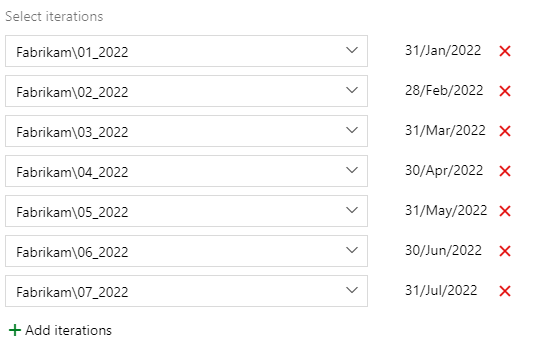 Select iterations
Fabrikam\01_2022 31/Jan/2022
Fabrikam\02_2022 28/Feb/2022
Fabrikam\03_2022 31/Mar/2022
Fabrikam\04_2022 30/Apr/2022
Fabrikam\05_2022 31/May/2022
Fabrikam\06_2022 30/Jun/2022
Fabrikam\07_2022 31/Jul/2022
Add iterations